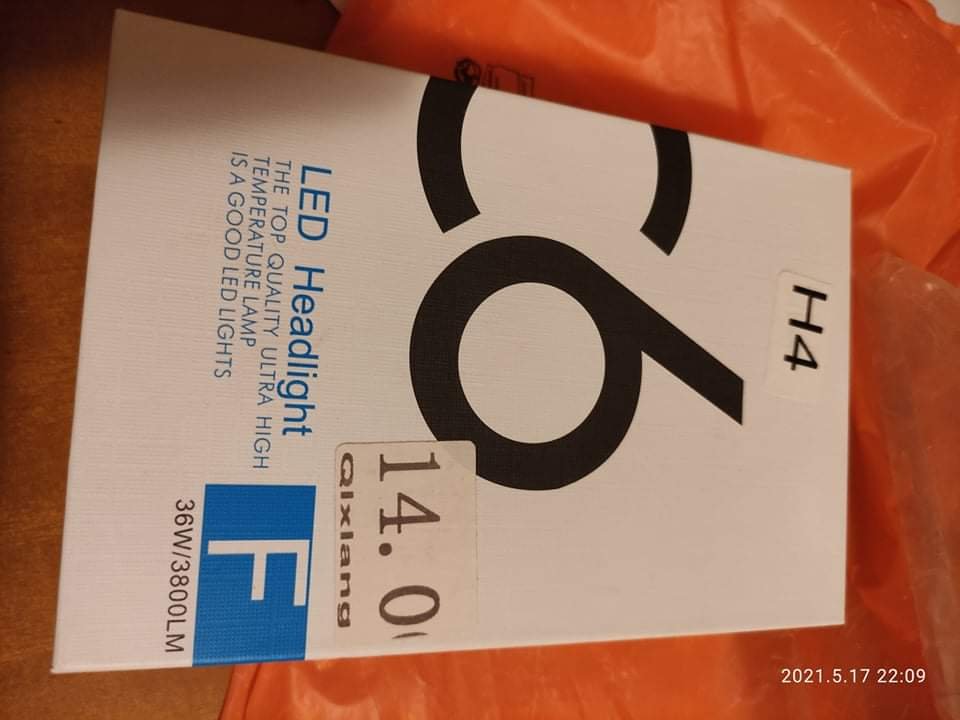 C6
H4
LED Headlight
THE TOP QUALITY ULTRA HIGH
TEMPERATURE LAMP
IS A GOOD LED LIGHTS
F
36W/3800LM
14.0
Qixiang
2021.5.17 22:09